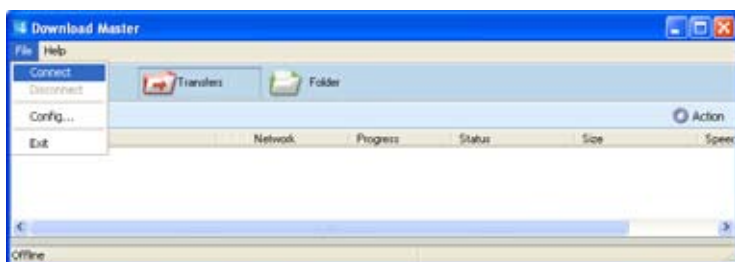 Download Master
File Help
Connect
Disconnect
Config...
Exit
Transfers Folder
Action
Network Progress Status Size Speed
Offline